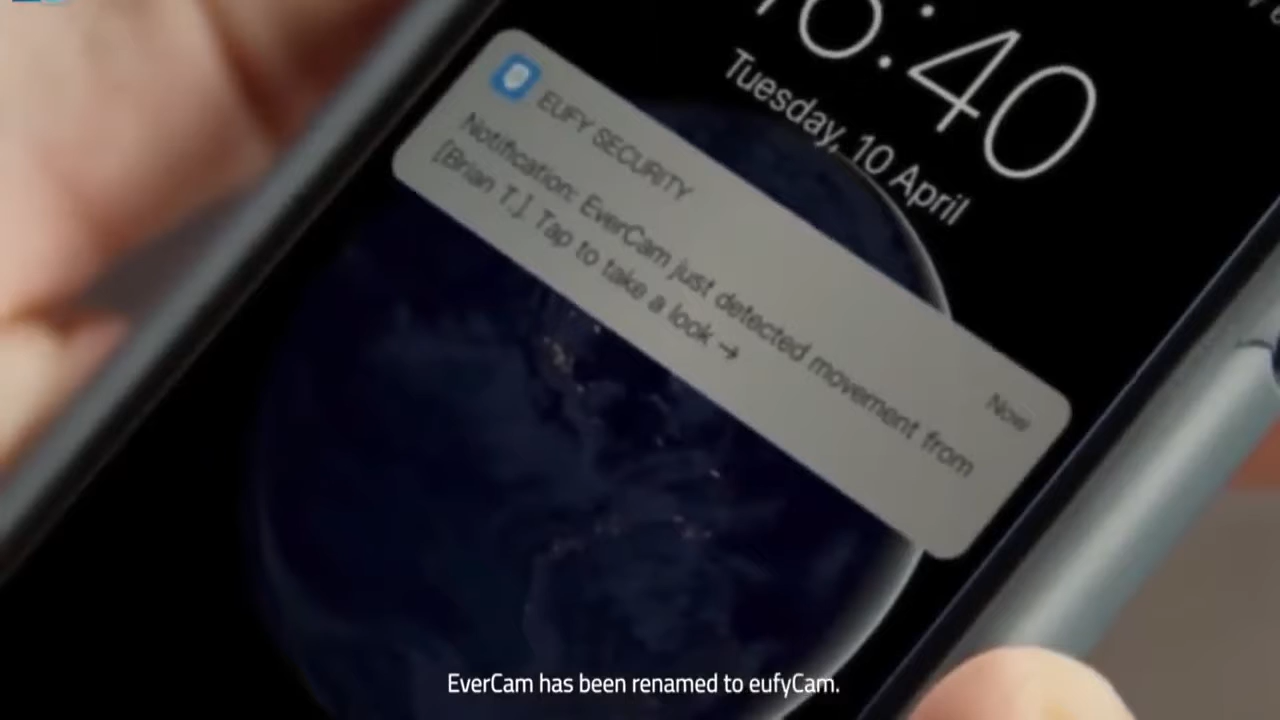 :40
Tuesday, 10 April
EUFY SECURITY
Now
Notification: EverCam just detected movement from
[Brian T.]. Tap to take a look →
EverCam has been renamed to eufyCam.